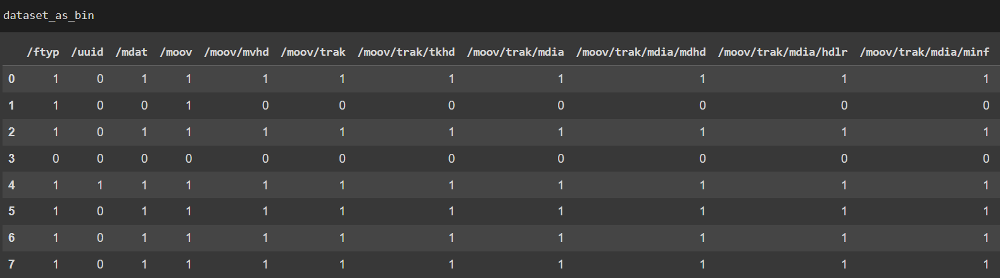 dataset_as_bin
/ftyp /uuid /mdat /moov /moov/mvhd /moov/trak /moov/trak/tkhd /moov/trak/mdia /moov/trak/mdia/mdhd /moov/trak/mdia/hdlr /moov/trak/mdia/minf
0 1 0 1 1 1 1 1 1 1 1 1
1 1 0 0 1 0 0 0 0 0 0 0
2 1 0 1 1 1 1 1 1 1 1 1
3 0 0 0 0 0 0 0 0 0 0 0
4 1 1 1 1 1 1 1 1 1 1 1
5 1 0 1 1 1 1 1 1 1 1 1
6 1 0 1 1 1 1 1 1 1 1 1
7 1 0 1 1 1 1 1 1 1 1 1